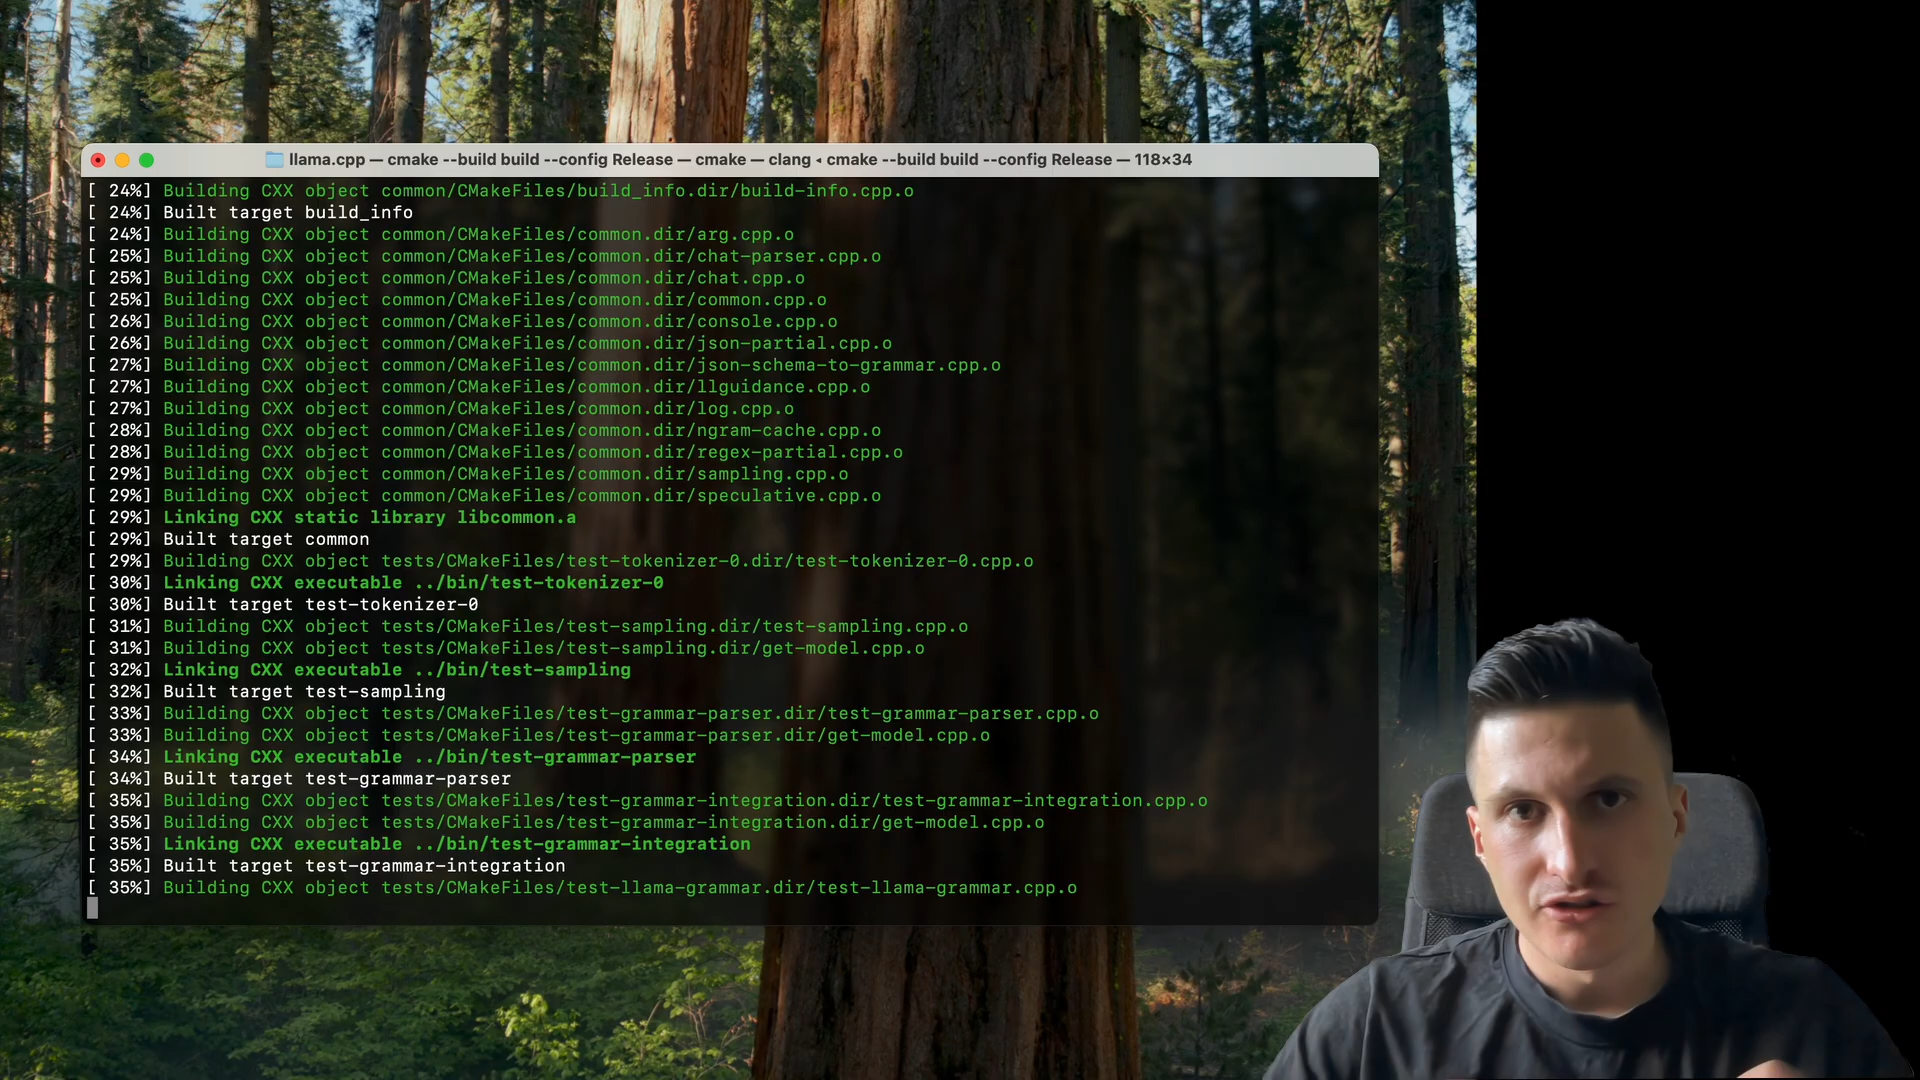 llama.cpp — cmake --build build --config Release — cmake — clang ◂ cmake --build build --config Release — 118×34
[ 24%] Building CXX object common/CMakeFiles/build_info.dir/build-info.cpp.o
[ 24%] Built target build_info
[ 24%] Building CXX object common/CMakeFiles/common.dir/arg.cpp.o
[ 25%] Building CXX object common/CMakeFiles/common.dir/chat-parser.cpp.o
[ 25%] Building CXX object common/CMakeFiles/common.dir/chat.cpp.o
[ 25%] Building CXX object common/CMakeFiles/common.dir/common.cpp.o
[ 26%] Building CXX object common/CMakeFiles/common.dir/console.cpp.o
[ 26%] Building CXX object common/CMakeFiles/common.dir/json-partial.cpp.o
[ 27%] Building CXX object common/CMakeFiles/common.dir/json-schema-to-grammar.cpp.o
[ 27%] Building CXX object common/CMakeFiles/common.dir/llguidance.cpp.o
[ 27%] Building CXX object common/CMakeFiles/common.dir/log.cpp.o
[ 28%] Building CXX object common/CMakeFiles/common.dir/ngram-cache.cpp.o
[ 28%] Building CXX object common/CMakeFiles/common.dir/regex-partial.cpp.o
[ 29%] Building CXX object common/CMakeFiles/common.dir/sampling.cpp.o
[ 29%] Building CXX object common/CMakeFiles/common.dir/speculative.cpp.o
[ 29%] Linking CXX static library libcommon.a
[ 29%] Built target common
[ 29%] Building CXX object tests/CMakeFiles/test-tokenizer-0.dir/test-tokenizer-0.cpp.o
[ 30%] Linking CXX executable ../bin/test-tokenizer-0
[ 30%] Built target test-tokenizer-0
[ 31%] Building CXX object tests/CMakeFiles/test-sampling.dir/test-sampling.cpp.o
[ 31%] Building CXX object tests/CMakeFiles/test-sampling.dir/get-model.cpp.o
[ 32%] Linking CXX executable ../bin/test-sampling
[ 32%] Built target test-sampling
[ 33%] Building CXX object tests/CMakeFiles/test-grammar-parser.dir/test-grammar-parser.cpp.o
[ 33%] Building CXX object tests/CMakeFiles/test-grammar-parser.dir/get-model.cpp.o
[ 34%] Linking CXX executable ../bin/test-grammar-parser
[ 34%] Built target test-grammar-parser
[ 35%] Building CXX object tests/CMakeFiles/test-grammar-integration.dir/test-grammar-integration.cpp.o
[ 35%] Building CXX object tests/CMakeFiles/test-grammar-integration.dir/get-model.cpp.o
[ 35%] Linking CXX executable ../bin/test-grammar-integration
[ 35%] Built target test-grammar-integration
[ 35%] Building CXX object tests/CMakeFiles/test-llama-grammar.dir/test-llama-grammar.cpp.o